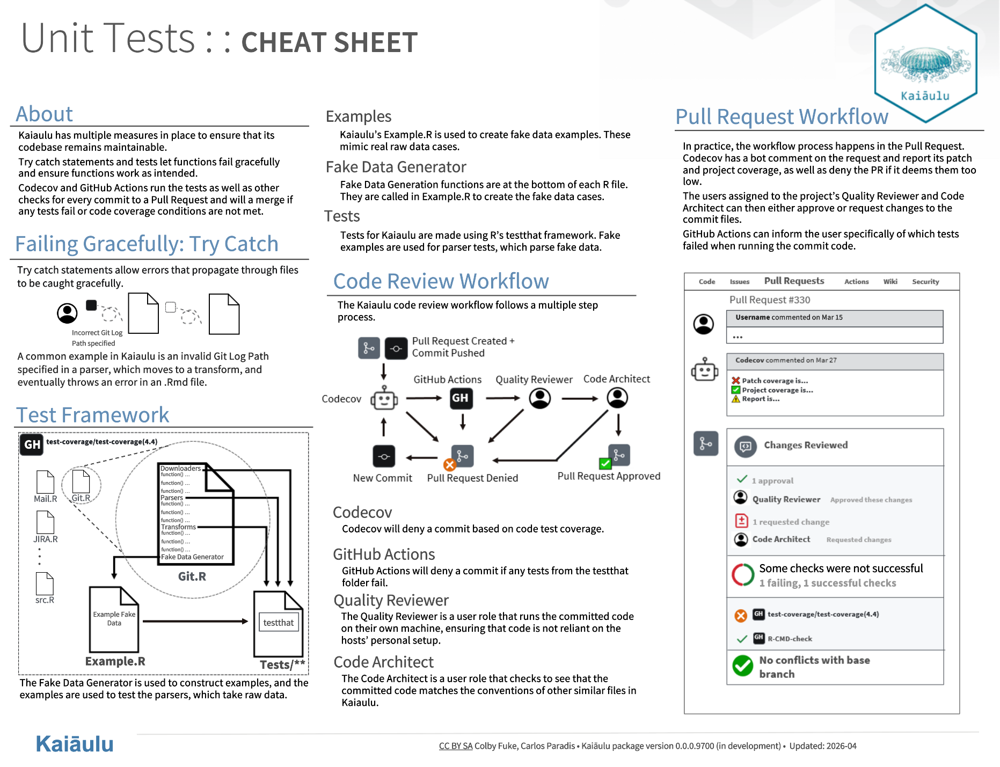 Unit Tests : : CHEAT SHEET
Kaiāulu
About
Kaiaulu has multiple measures in place to ensure that its
codebase remains maintainable.
Try catch statements and tests let functions fail gracefully
and ensure functions work as intended.
Codecov and GitHub Actions run the tests as well as other
checks for every commit to a Pull Request and will a merge if
any tests fail or code coverage conditions are not met.
Failing Gracefully: Try Catch
Try catch statements allow errors that propagate through files
to be caught gracefully.
Incorrect Git Log
Path specified
A common example in Kaiaulu is an invalid Git Log Path
specified in a parser, which moves to a transform, and
eventually throws an error in an .Rmd file.
Test Framework
GH test-coverage/test-coverage(4.4)
Mail.R
Git.R
JIRA.R
src.R
Downloaders
function() ...
function() ...
function() ...
Parsers
function() ...
function() ...
function() ...
Transforms
function() ...
function() ...
function() ...
Fake Data Generator
Git.R
Example Fake
Data
Example.R
testthat
Tests/**
The Fake Data Generator is used to construct examples, and the
examples are used to test the parsers, which take raw data.
Examples
Kaiaulu's Example.R is used to create fake data examples. These
mimic real raw data cases.
Fake Data Generator
Fake Data Generation functions are at the bottom of each R file.
They are called in Example.R to create the fake data cases.
Tests
Tests for Kaiaulu are made using R's testthat framework. Fake
examples are used for parser tests, which parse fake data.
Code Review Workflow
The Kaiaulu code review workflow follows a multiple step
process.
Pull Request Created +
Commit Pushed
GitHub Actions
Quality Reviewer
Code Architect
Codecov
GH
New Commit
Pull Request Denied
Pull Request Approved
Codecov
Codecov will deny a commit based on code test coverage.
GitHub Actions
GitHub Actions will deny a commit if any tests from the testthat
folder fail.
Quality Reviewer
The Quality Reviewer is a user role that runs the committed code
on their own machine, ensuring that code is not reliant on the
hosts' personal setup.
Code Architect
The Code Architect is a user role that checks to see that the
committed code matches the conventions of other similar files in
Kaiaulu.
Pull Request Workflow
In practice, the workflow process happens in the Pull Request.
Codecov has a bot comment on the request and report its patch
and project coverage, as well as deny the PR if it deems them too
low.
The users assigned to the project's Quality Reviewer and Code
Architect can then either approve or request changes to the
commit files.
GitHub Actions can inform the user specifically of which tests
failed when running the commit code.
Code Issues Pull Requests Actions Wiki Security
Pull Request #330
Username commented on Mar 15
...
Codecov commented on Mar 27
Patch coverage is...
Project coverage is...
Report is...
Changes Reviewed
1 approval
Quality Reviewer Approved these changes
1 requested change
Code Architect Requested changes
Some checks were not successful
1 failing, 1 successful checks
GH test-coverage/test-coverage(4.4)
GH R-CMD-check
No conflicts with base
branch
Kaiāulu
CC BY SA Colby Fuke, Carlos Paradis • Kaiāulu package version 0.0.0.9700 (in development) • Updated: 2026-04